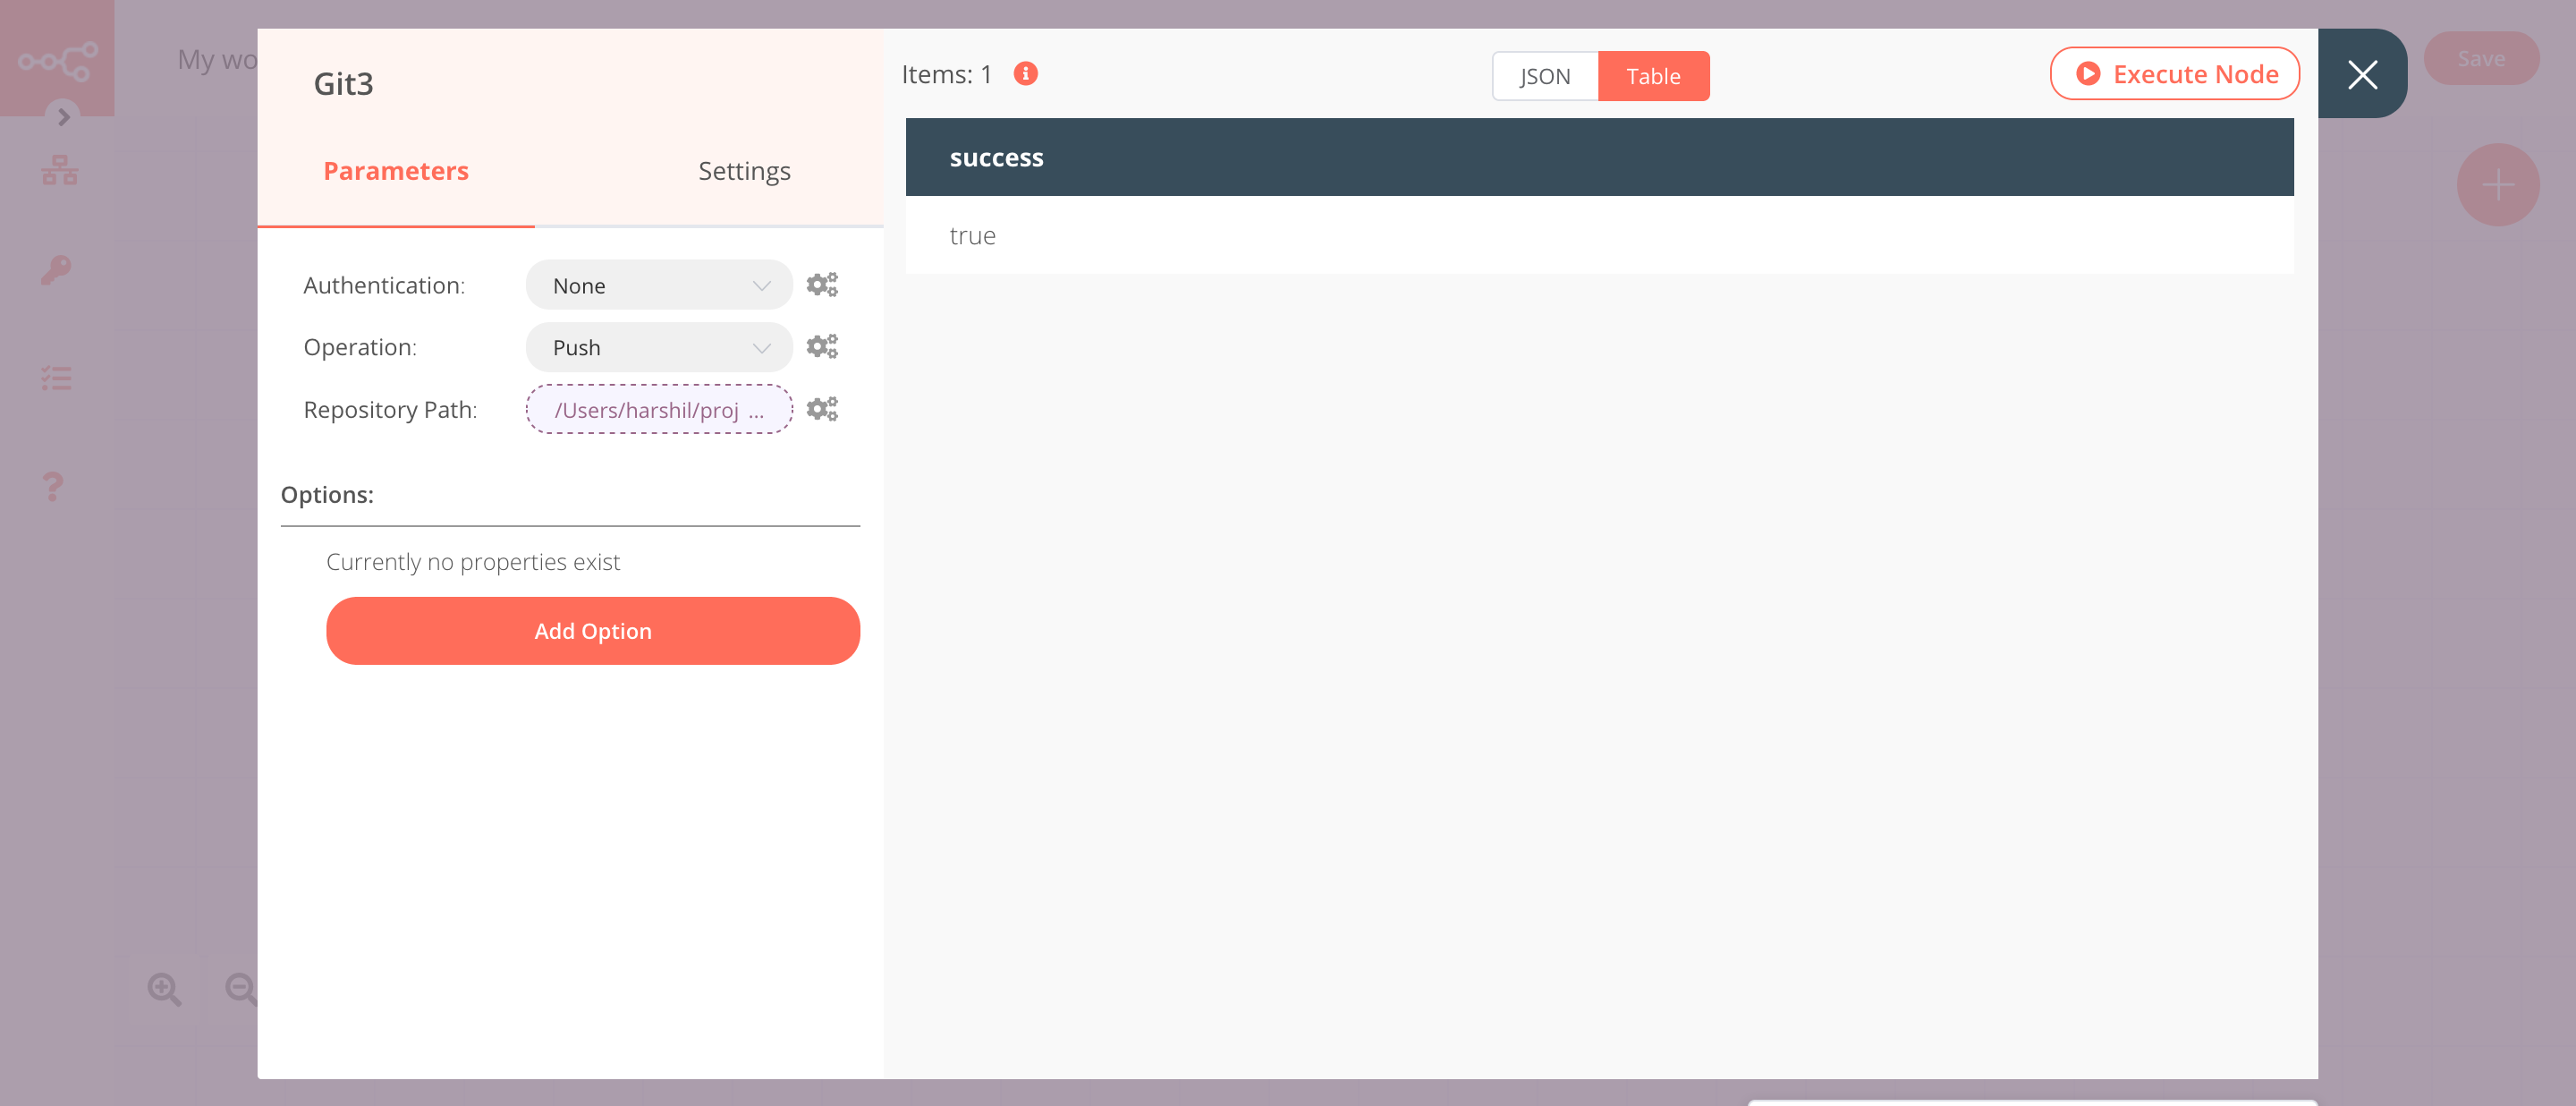 My wo
Save
Git3
Parameters
Settings
Authentication:
None
Operation:
Push
Repository Path:
/Users/harshil/proj ...
Options:
Currently no properties exist
Add Option
Items: 1
JSON
Table
Execute Node
success
true